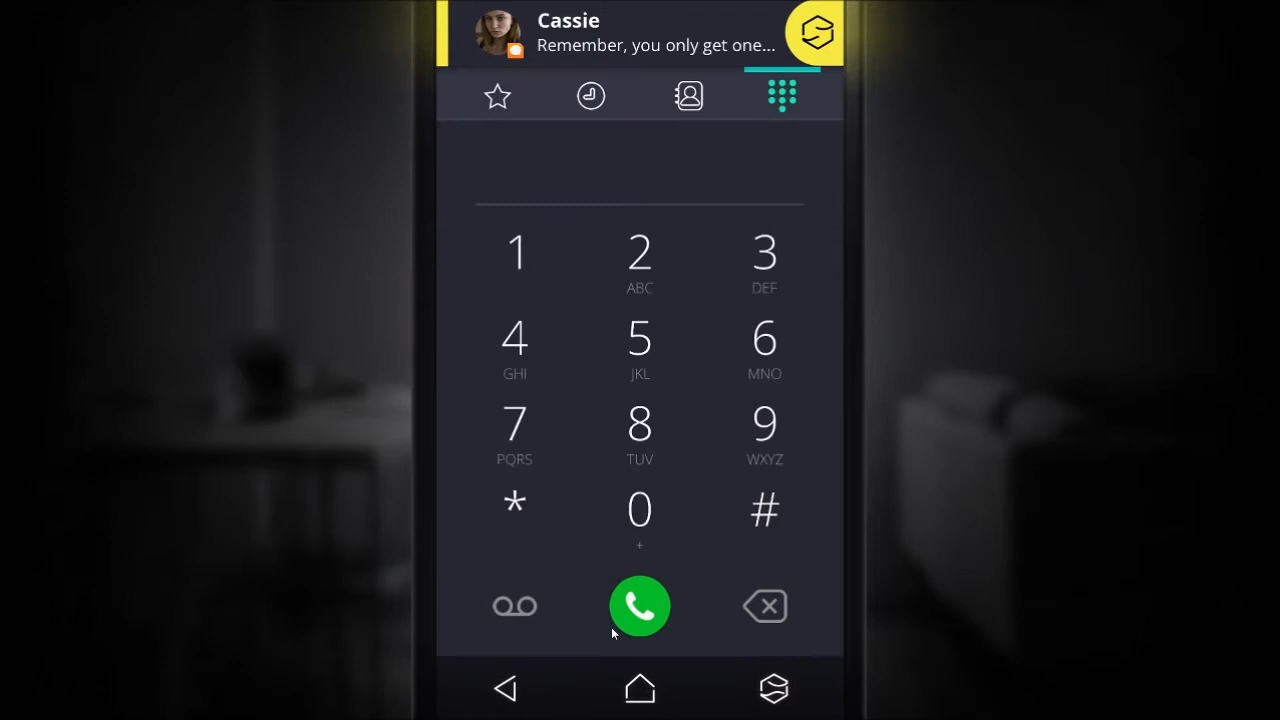 Cassie
Remember, you only get one...
1 2 3
ABC DEF
4 5 6
GHI JKL MNO
7 8 9
PQRS TUV WXYZ
* 0 #
+